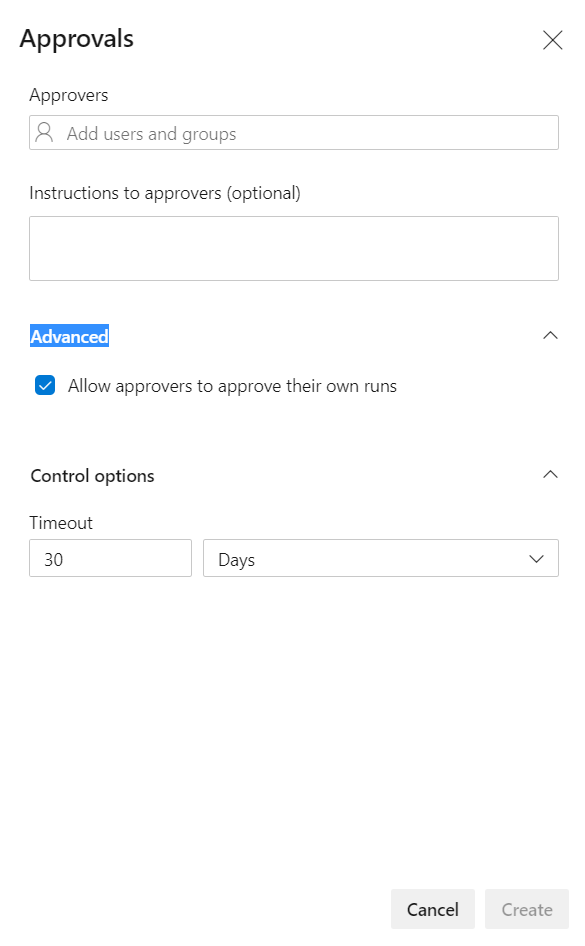 Approvals
Approvers
Add users and groups
Instructions to approvers (optional)
Advanced
Allow approvers to approve their own runs
Control options
Timeout
30 Days
Cancel Create